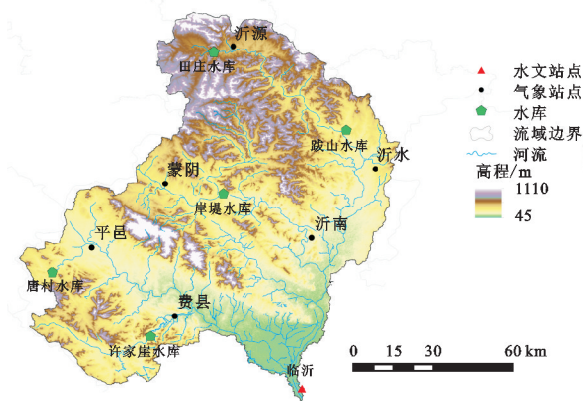 沂源
田庄水库
跋山水库
沂水
蒙阴
岸堤水库
沂南
平邑
唐村水库
费县
许家崖水库
临沂
水文站点
气象站点
水库
流域边界
河流
高程/m
1110
45
0 15 30 60 km